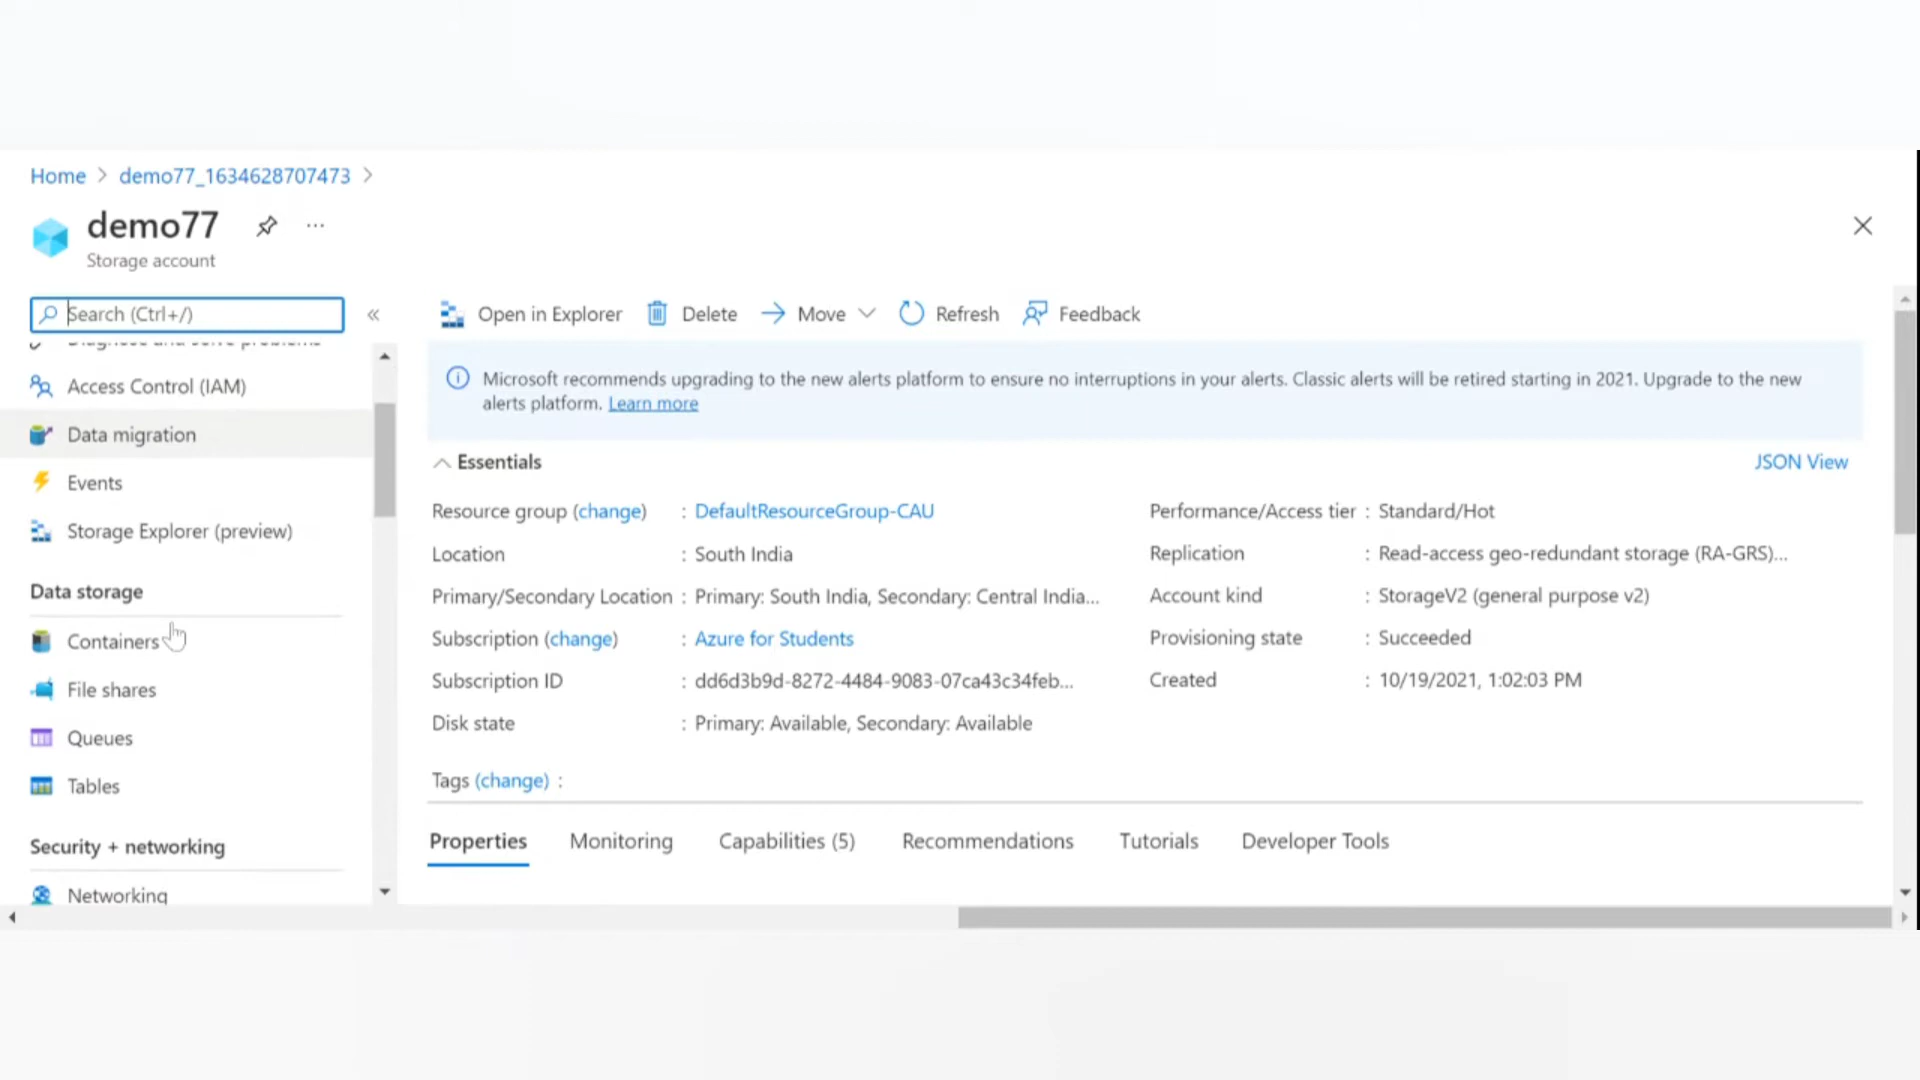 Home > demo77_1634628707473 >
demo77 ...
Storage account
Search (Ctrl+/) «
Open in Explorer Delete Move Refresh Feedback
Diagnose and solve problems
Access Control (IAM)
Data migration
Events
Storage Explorer (preview)
Data storage
Containers
File shares
Queues
Tables
Security + networking
Networking
Microsoft recommends upgrading to the new alerts platform to ensure no interruptions in your alerts. Classic alerts will be retired starting in 2021. Upgrade to the new
alerts platform. Learn more
Essentials JSON View
Resource group (change) : DefaultResourceGroup-CAU
Location : South India
Primary/Secondary Location : Primary: South India, Secondary: Central India...
Subscription (change) : Azure for Students
Subscription ID : dd6d3b9d-8272-4484-9083-07ca43c34feb...
Disk state : Primary: Available, Secondary: Available
Performance/Access tier : Standard/Hot
Replication : Read-access geo-redundant storage (RA-GRS)...
Account kind : StorageV2 (general purpose v2)
Provisioning state : Succeeded
Created : 10/19/2021, 1:02:03 PM
Tags (change) :
Properties Monitoring Capabilities (5) Recommendations Tutorials Developer Tools